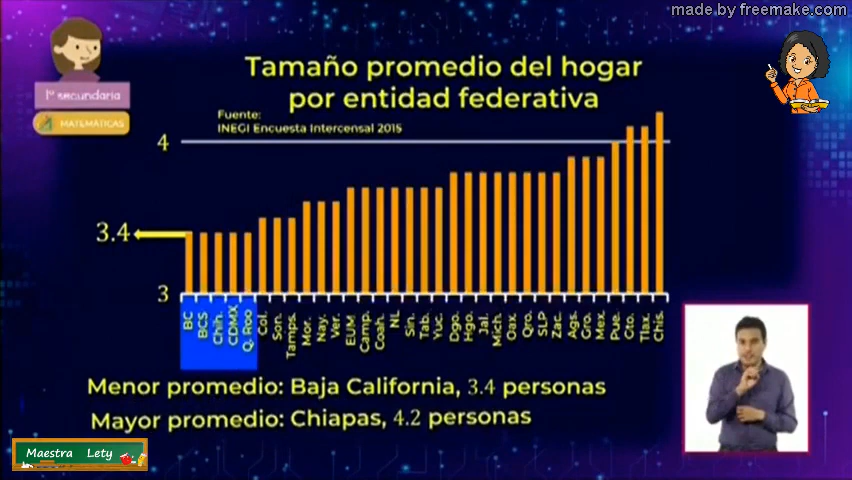 made by freemake.com
Tamaño promedio del hogar
por entidad federativa
1º secundaria
MATEMÁTICAS
Fuente:
INEGI Encuesta Intercensal 2015
4
3.4
3
BC
BCS
Chih.
CDMX
Q. Roo
Col.
Son.
Tamps.
Mor.
Nay.
Ver.
EUM
Camp.
Coah.
NL
Sin.
Tab.
Yuc.
Dgo.
Hgo.
Jal.
Mich.
Oax.
Qro.
SLP
Zac.
Ags.
Gro.
Mex.
Pue.
Gto.
Tlax.
Chis.
Menor promedio: Baja California, 3.4 personas
Mayor promedio: Chiapas, 4.2 personas
Maestra Lety